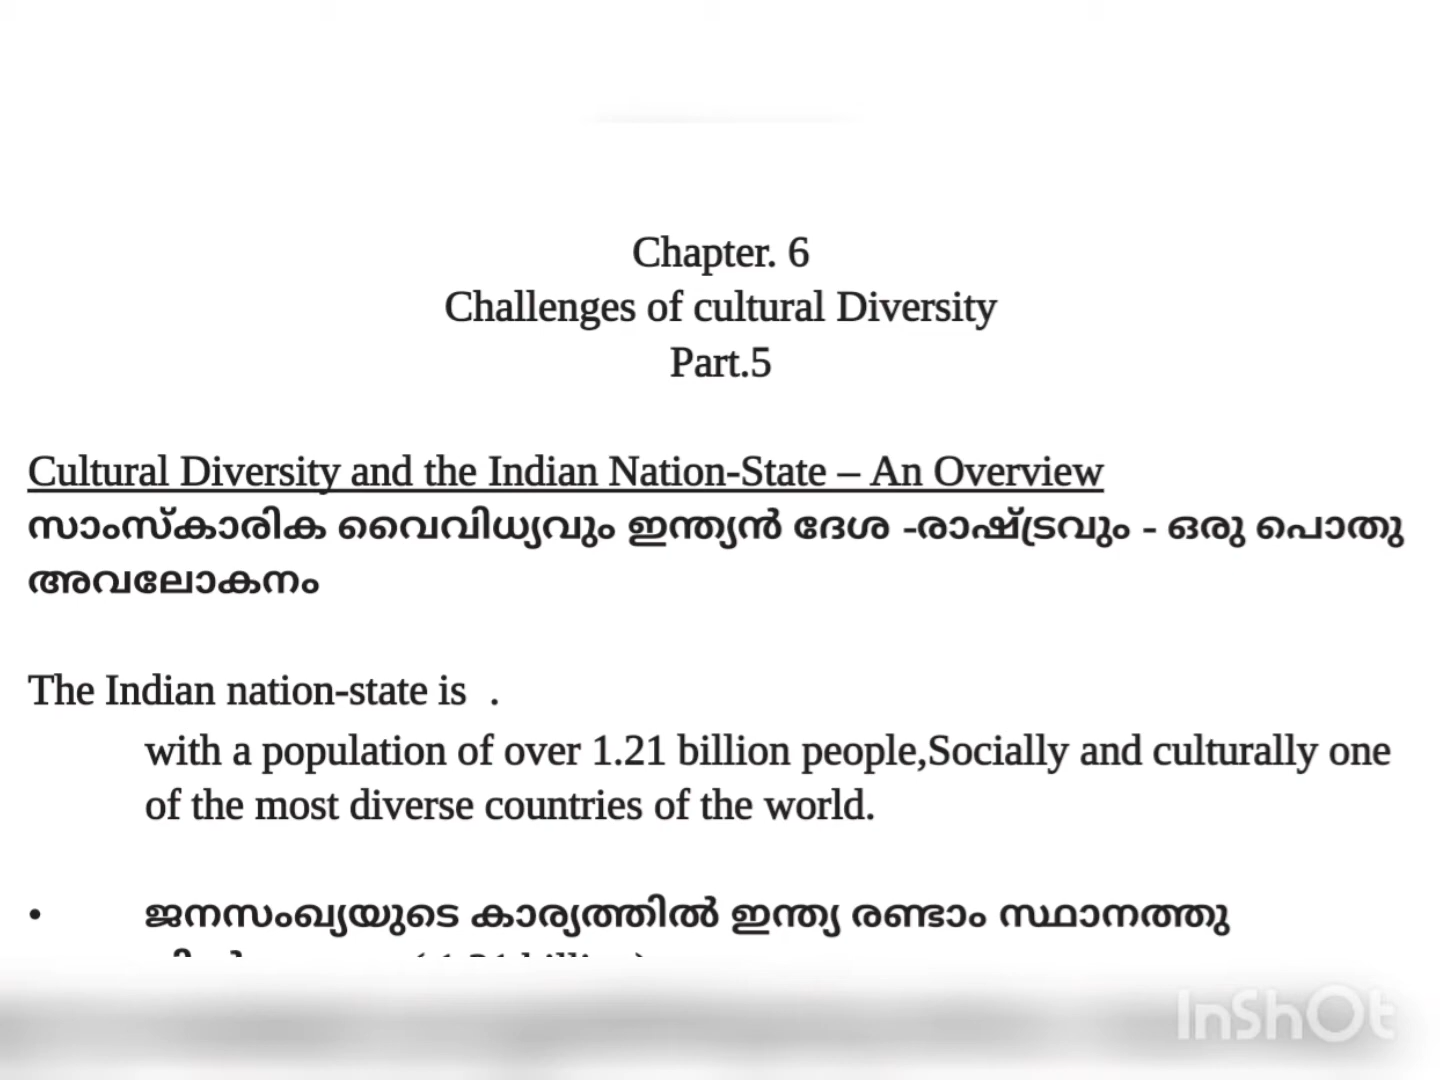 Chapter. 6
Challenges of cultural Diversity
Part.5
Cultural Diversity and the Indian Nation-State – An Overview
സാംസ്കാരിക വൈവിധ്യവും ഇന്ത്യൻ ദേശ -രാഷ്ട്രവും - ഒരു പൊതു
അവലോകനം
The Indian nation-state is .
with a population of over 1.21 billion people,Socially and culturally one
of the most diverse countries of the world.
• ജനസംഖ്യയുടെ കാര്യത്തിൽ ഇന്ത്യ രണ്ടാം സ്ഥാനത്തു
InShOt